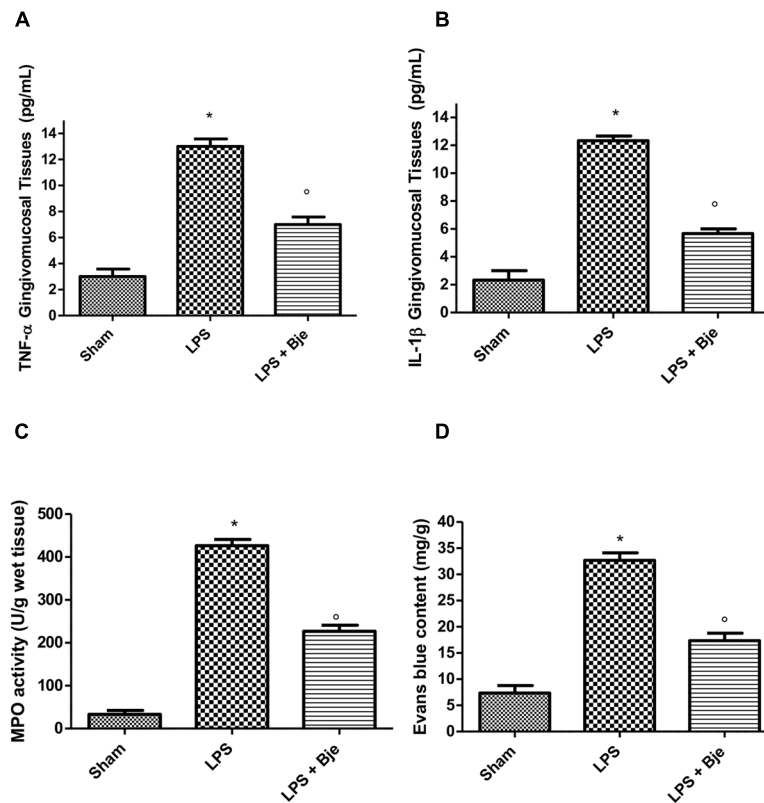 A
TNF-α Gingivomucosal Tissues (pg/mL)
14
12
10
8
6
4
2
0
*
°
Sham
LPS
LPS + Bje
B
IL-1β Gingivomucosal Tissues (pg/mL)
14
12
10
8
6
4
2
0
*
°
Sham
LPS
LPS + Bje
C
MPO activity (U/g wet tissue)
500
400
300
200
100
0
*
°
Sham
LPS
LPS + Bje
D
Evans blue content (mg/g)
40
35
30
25
20
15
10
5
0
*
°
Sham
LPS
LPS + Bje